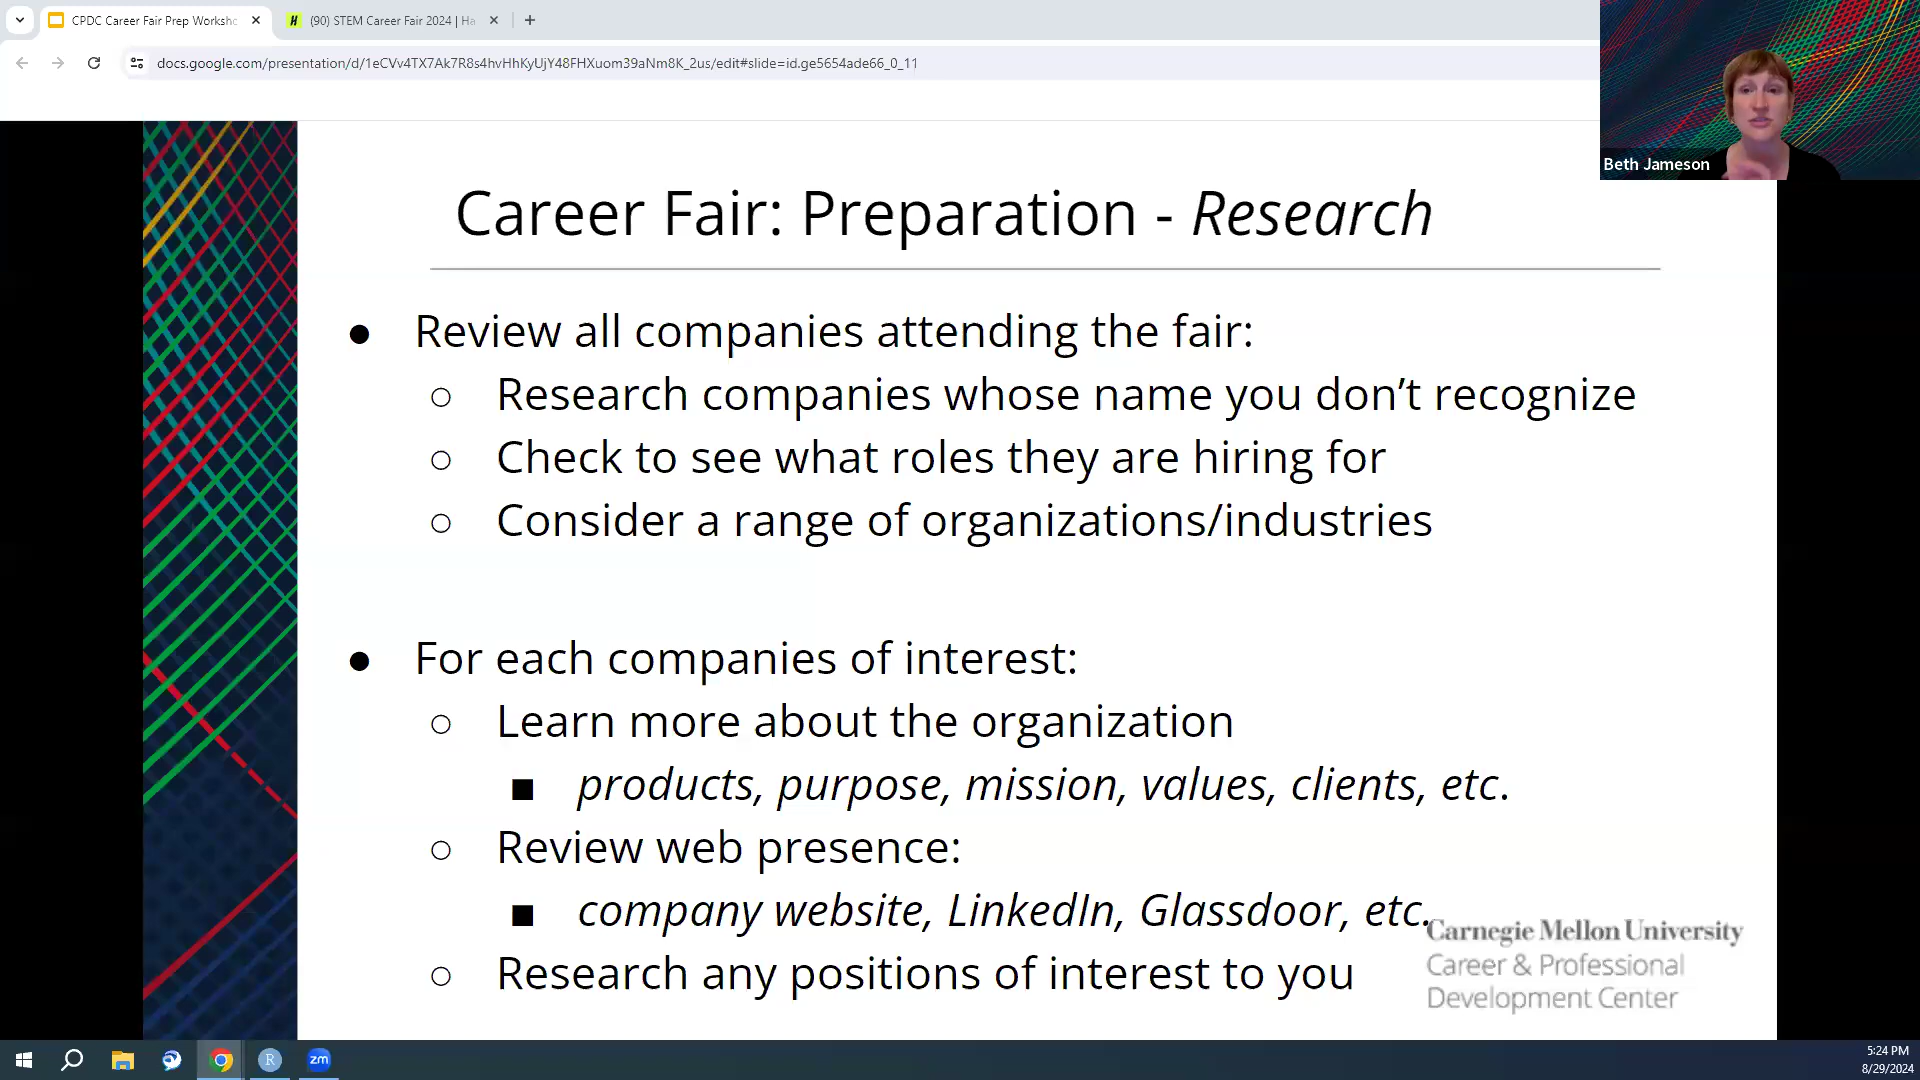 CPDC Career Fair Prep Worksho
(90) STEM Career Fair 2024 | Ha
docs.google.com/presentation/d/1eCVv4TX7Ak7R8s4hvHhKyUjY48FHXuom39aNm8K_2us/edit#slide=id.ge5654ade66_0_11
Beth Jameson
Career Fair: Preparation - Research
● Review all companies attending the fair:
○ Research companies whose name you don’t recognize
○ Check to see what roles they are hiring for
○ Consider a range of organizations/industries
● For each companies of interest:
○ Learn more about the organization
■ products, purpose, mission, values, clients, etc.
○ Review web presence:
■ company website, LinkedIn, Glassdoor, etc.
○ Research any positions of interest to you
Carnegie Mellon University
Career & Professional
Development Center
R
zm
5:24 PM
8/29/2024